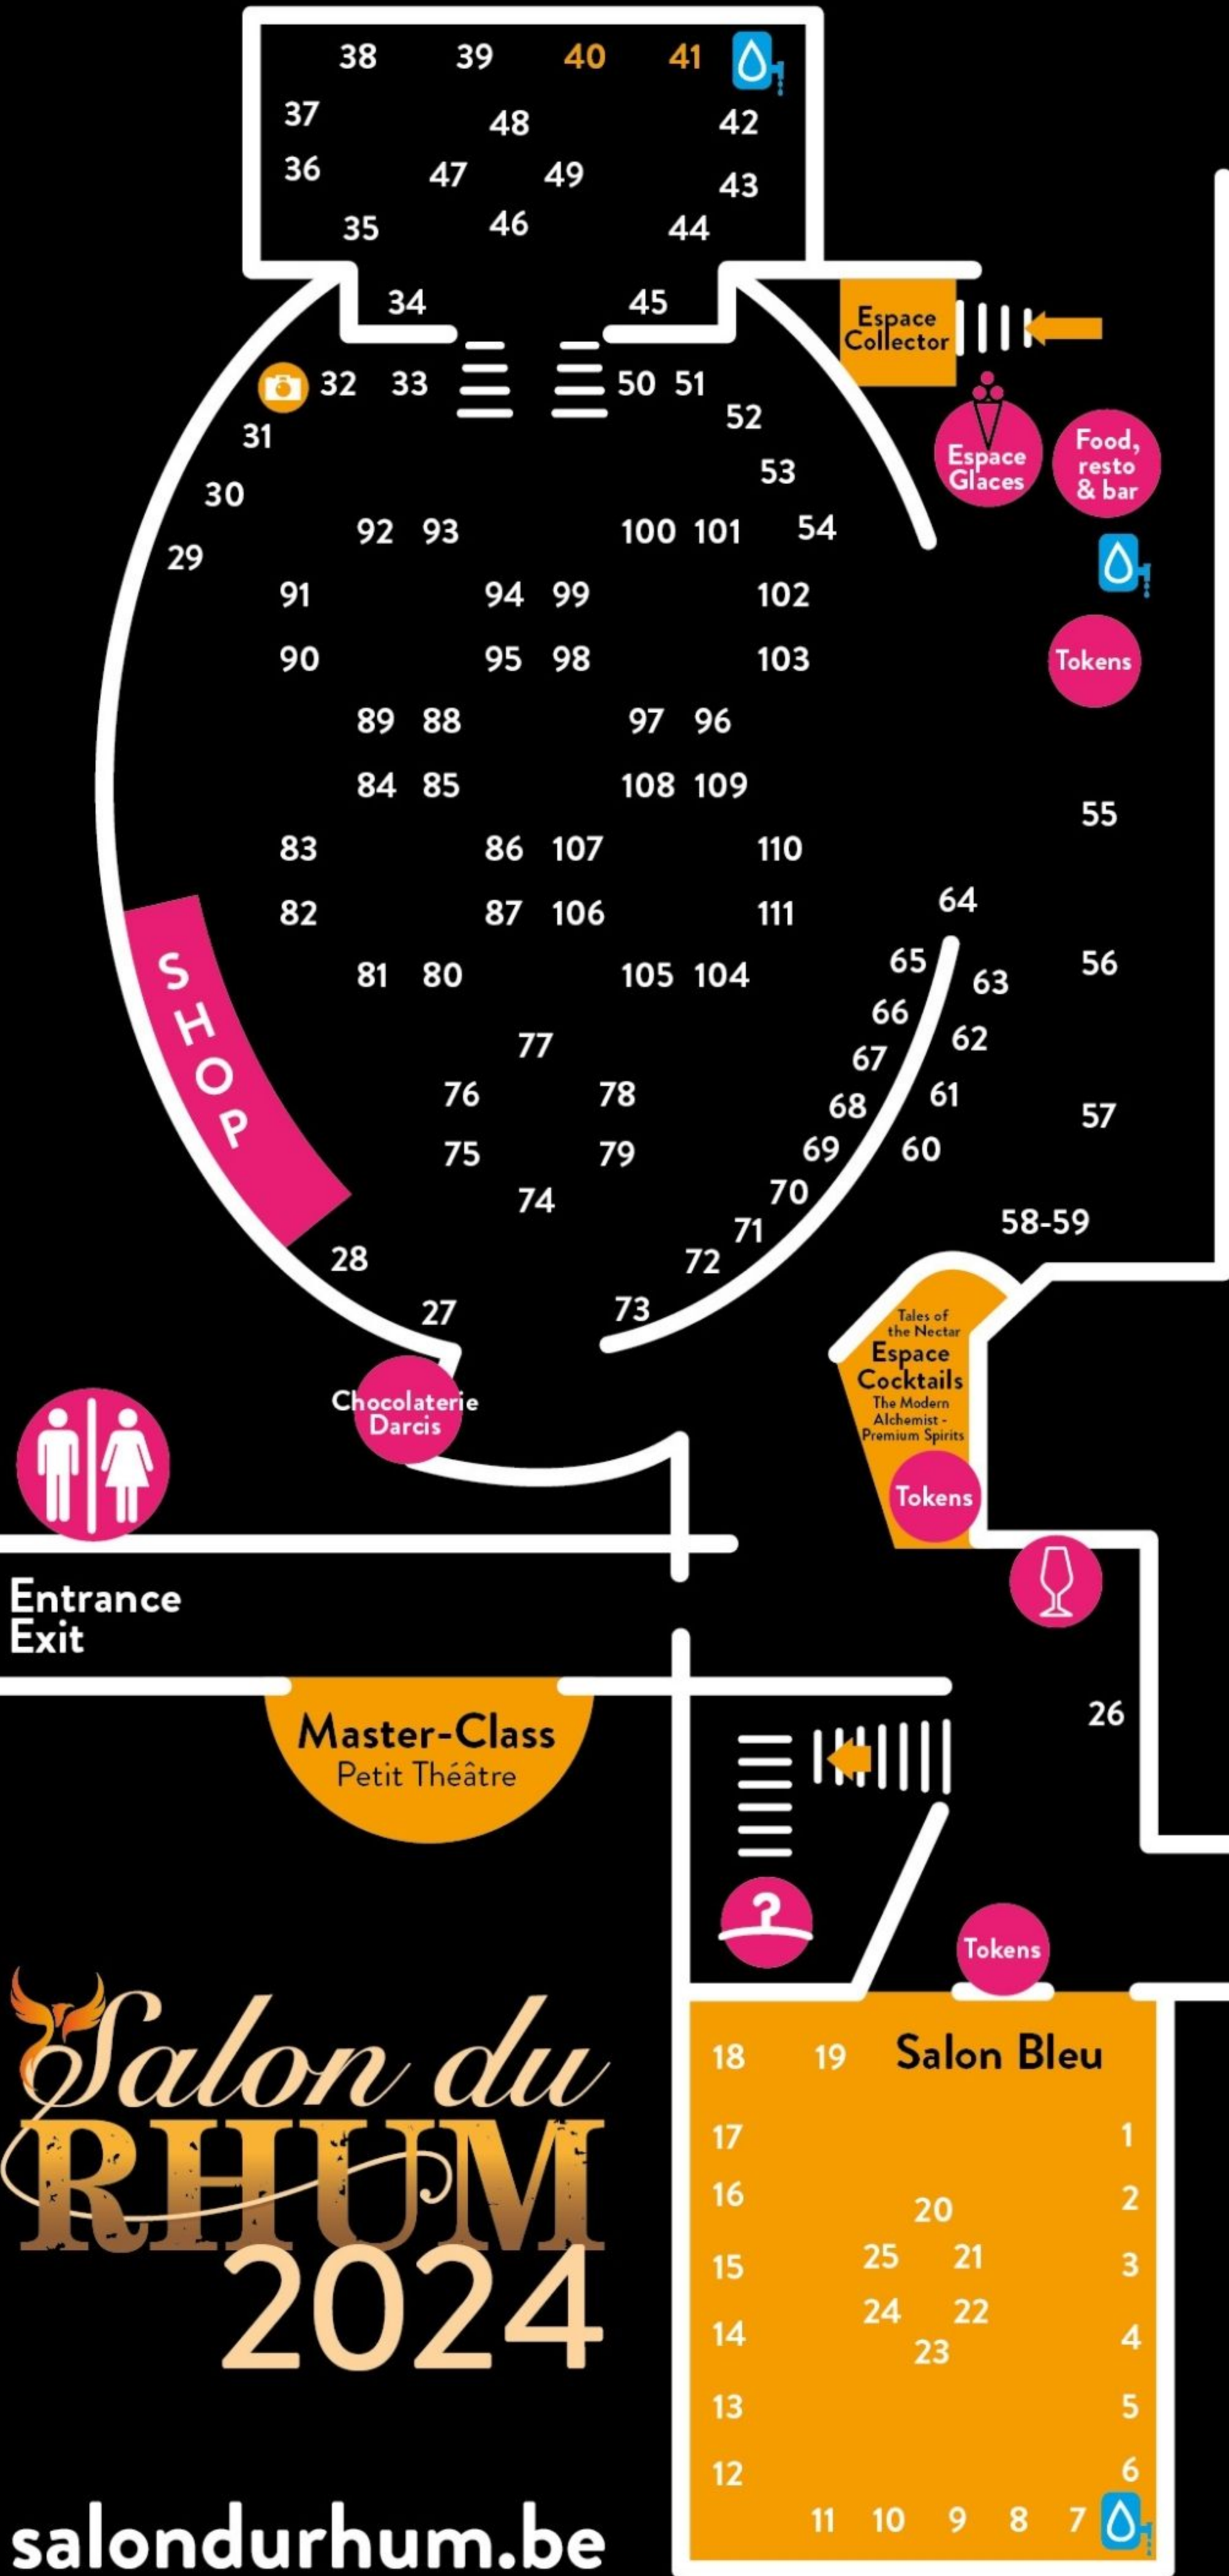 38 39 40 41
37 48 42
36 47 49 43
35 46 44
34 45
Espace
Collector
32 33 50 51
31 52
30 53
29 92 93 100 101 54
Espace
Glaces
Food,
resto
& bar
91 94 99 102
90 95 98 103
Tokens
89 88 97 96
84 85 108 109
55
83 86 107 110
82 87 106 111
64
SHOP
81 80 105 104
65 63 56
66 62
77 67
76 78 68 61 57
75 79 69 60
74 70
71 58-59
28 72
27 73
Tales of
the Nectar
Espace
Cocktails
The Modern
Alchemist -
Premium Spirits
Tokens
Chocolaterie
Darcis
Entrance
Exit
Master-Class
Petit Théâtre
26
Tokens
Salon Bleu
18 19
17 1
16 20 2
15 25 21 3
14 24 22 4
23
13 5
12 6
11 10 9 8 7
Salon du
RHUM
2024
salondurhum.be